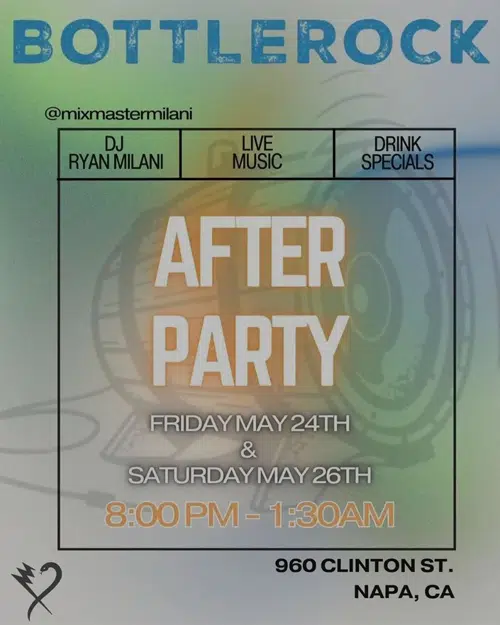 BOTTLEROCK
@mixmastermilani
DJ
RYAN MILANI
LIVE
MUSIC
DRINK
SPECIALS
AFTER
PARTY
FRIDAY MAY 24TH
&
SATURDAY MAY 26TH
8:00 PM - 1:30AM
960 CLINTON ST.
NAPA, CA